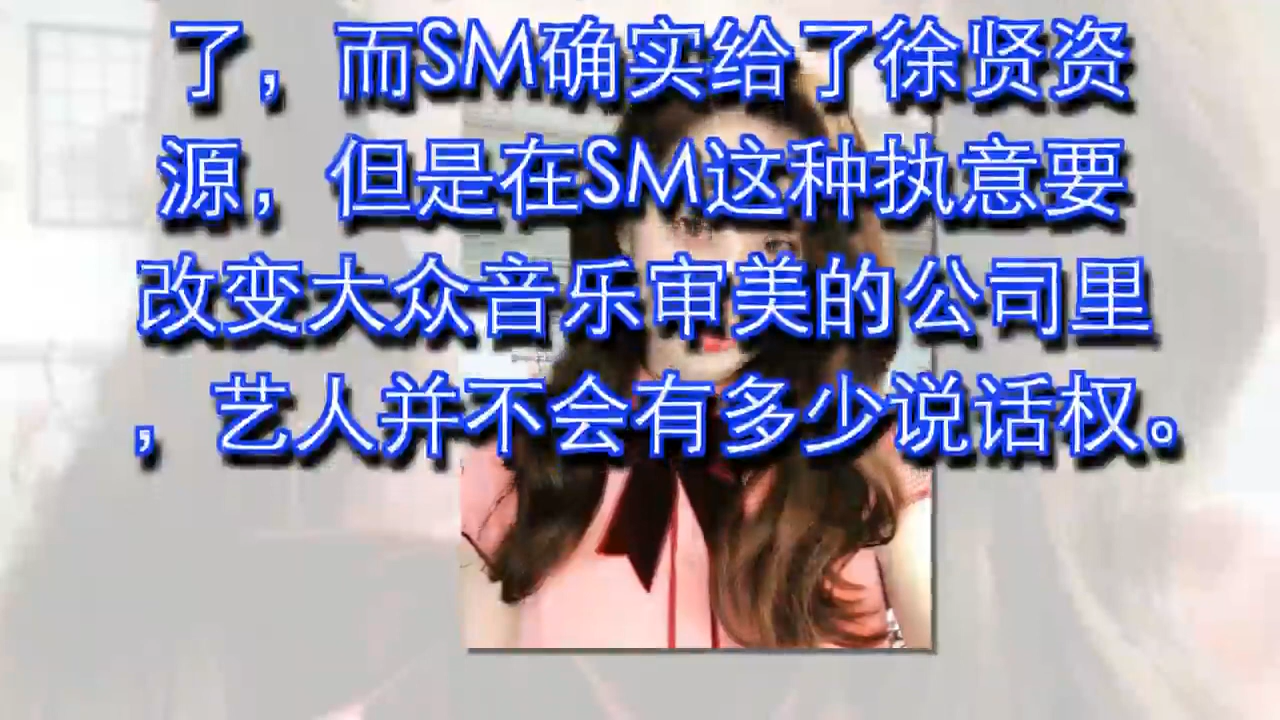 了，而SM确实给了徐贤资
源，但是在SM这种执意要
改变大众音乐审美的公司里
，艺人并不会有多少说话权。